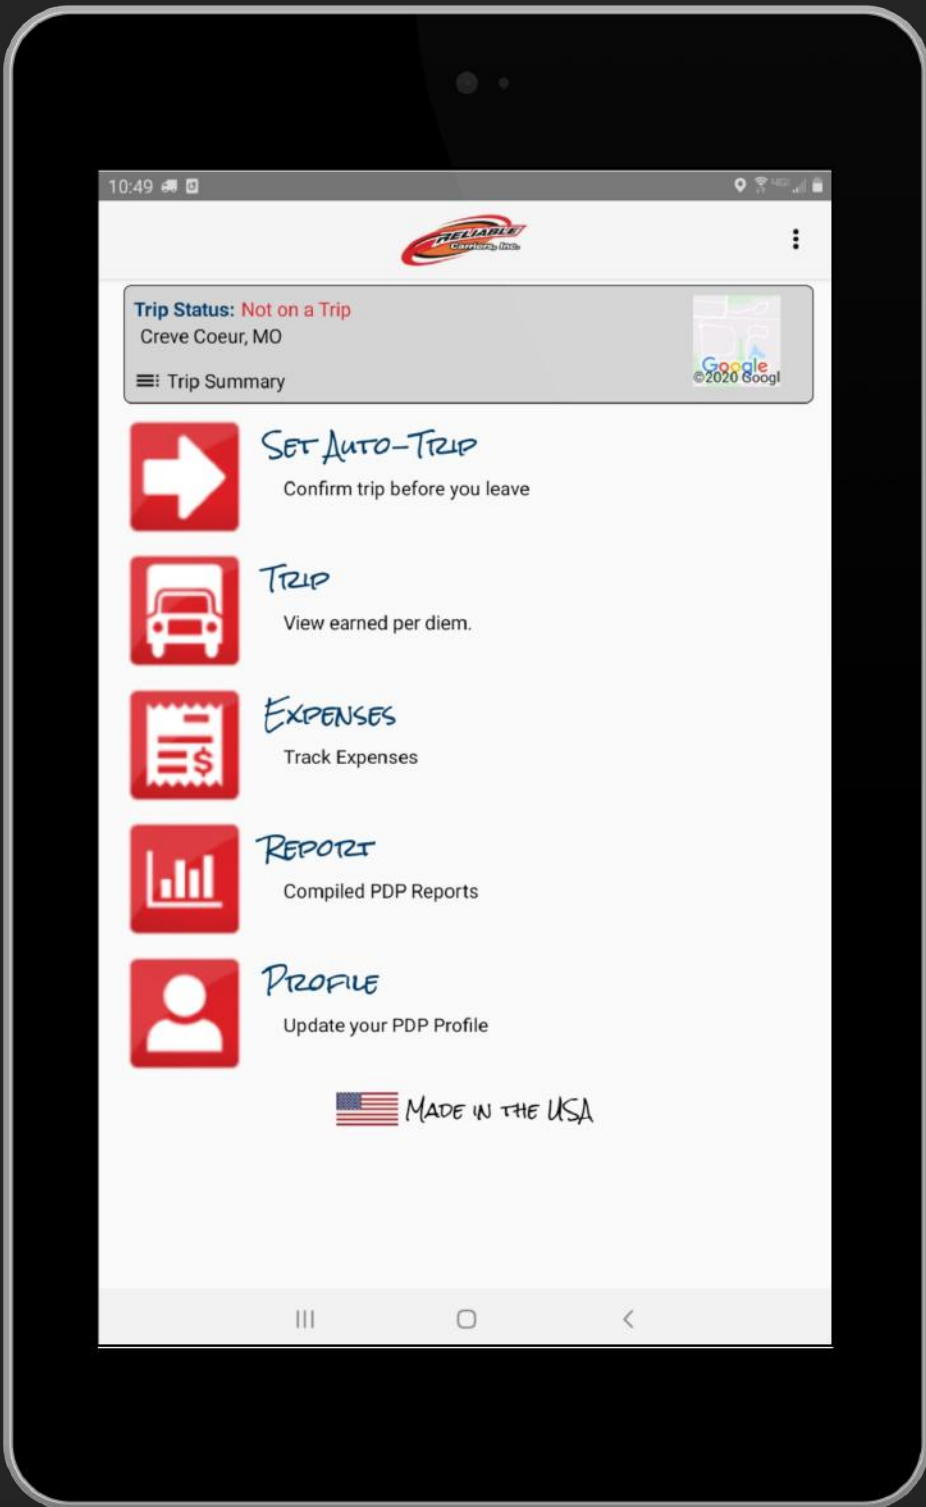 10:49
RELIABLE
Carriers, Inc.
Trip Status: Not on a Trip
Creve Coeur, MO
Trip Summary
Google
©2020 Googl
SET AUTO-TRIP
Confirm trip before you leave
TRIP
View earned per diem.
EXPENSES
Track Expenses
REPORT
Compiled PDP Reports
PROFILE
Update your PDP Profile
MADE IN THE USA